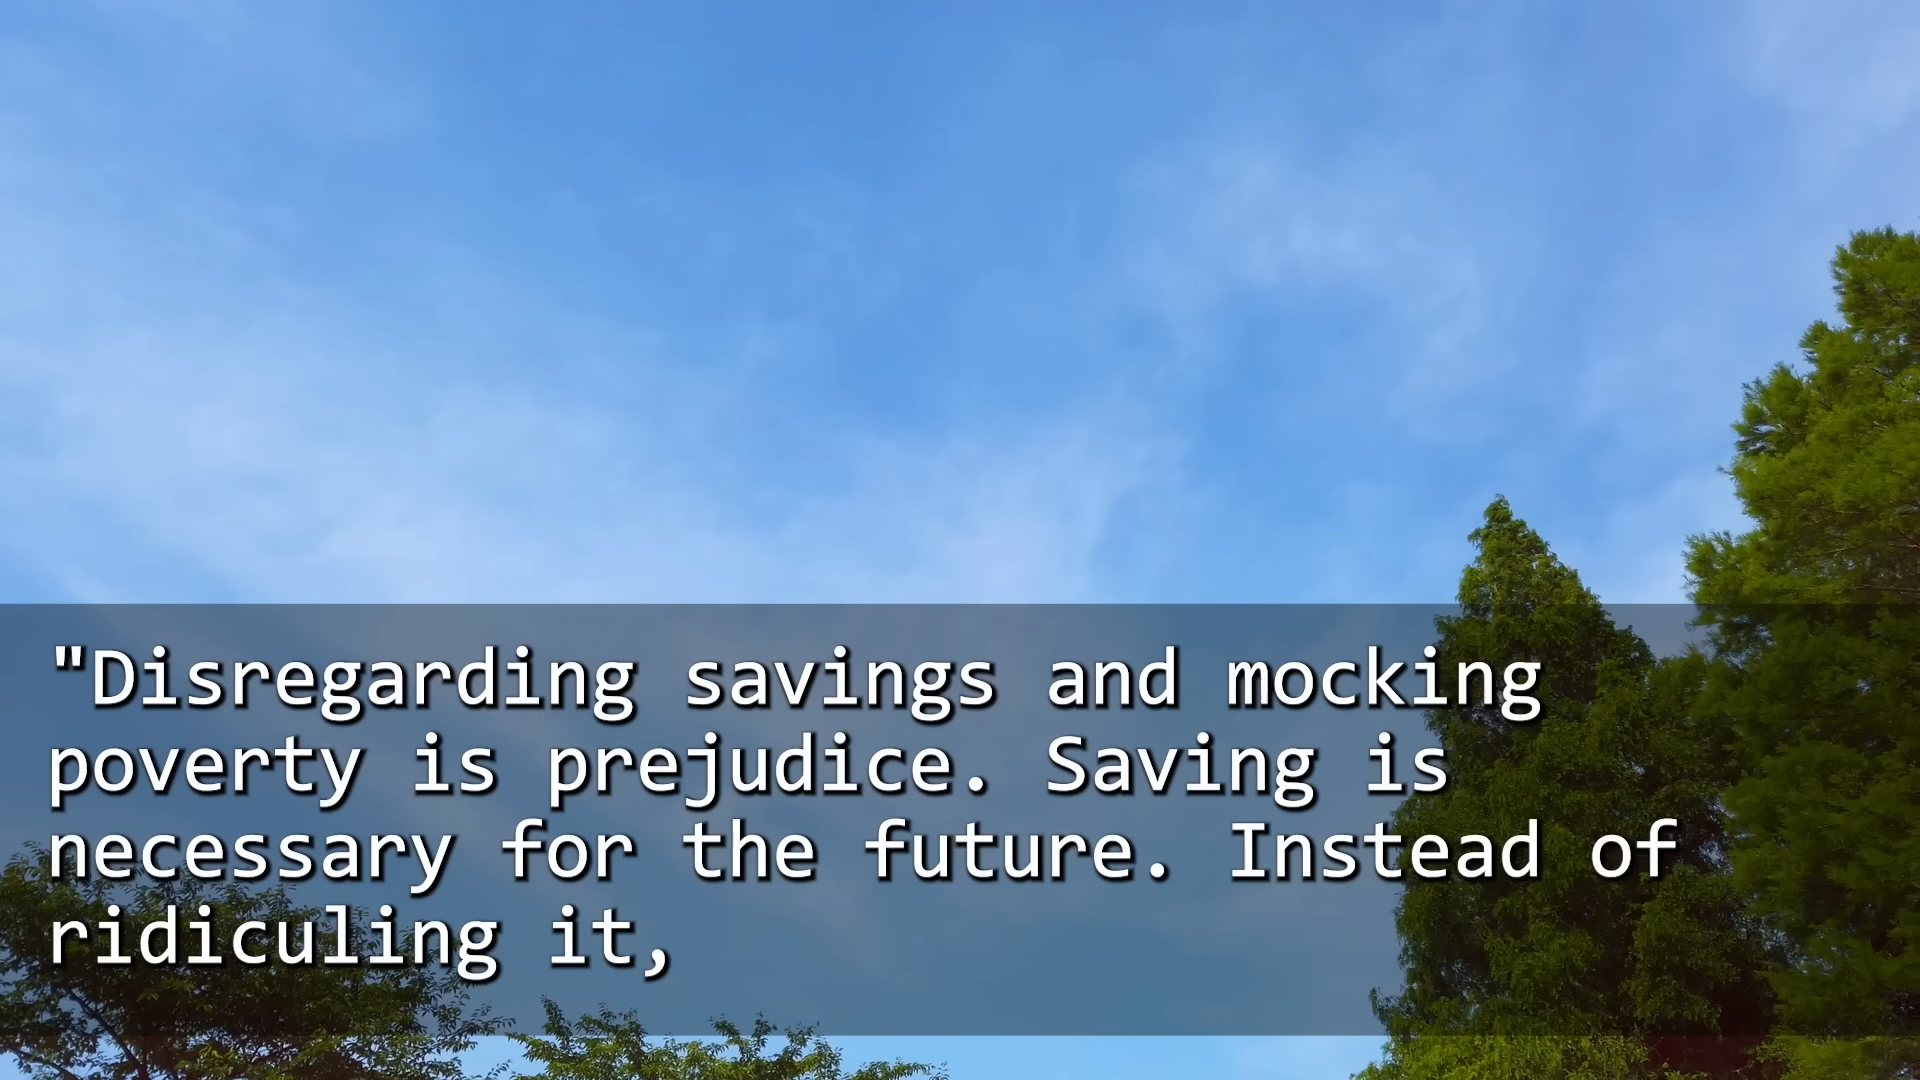 "Disregarding savings and mocking
poverty is prejudice. Saving is
necessary for the future. Instead of
ridiculing it,